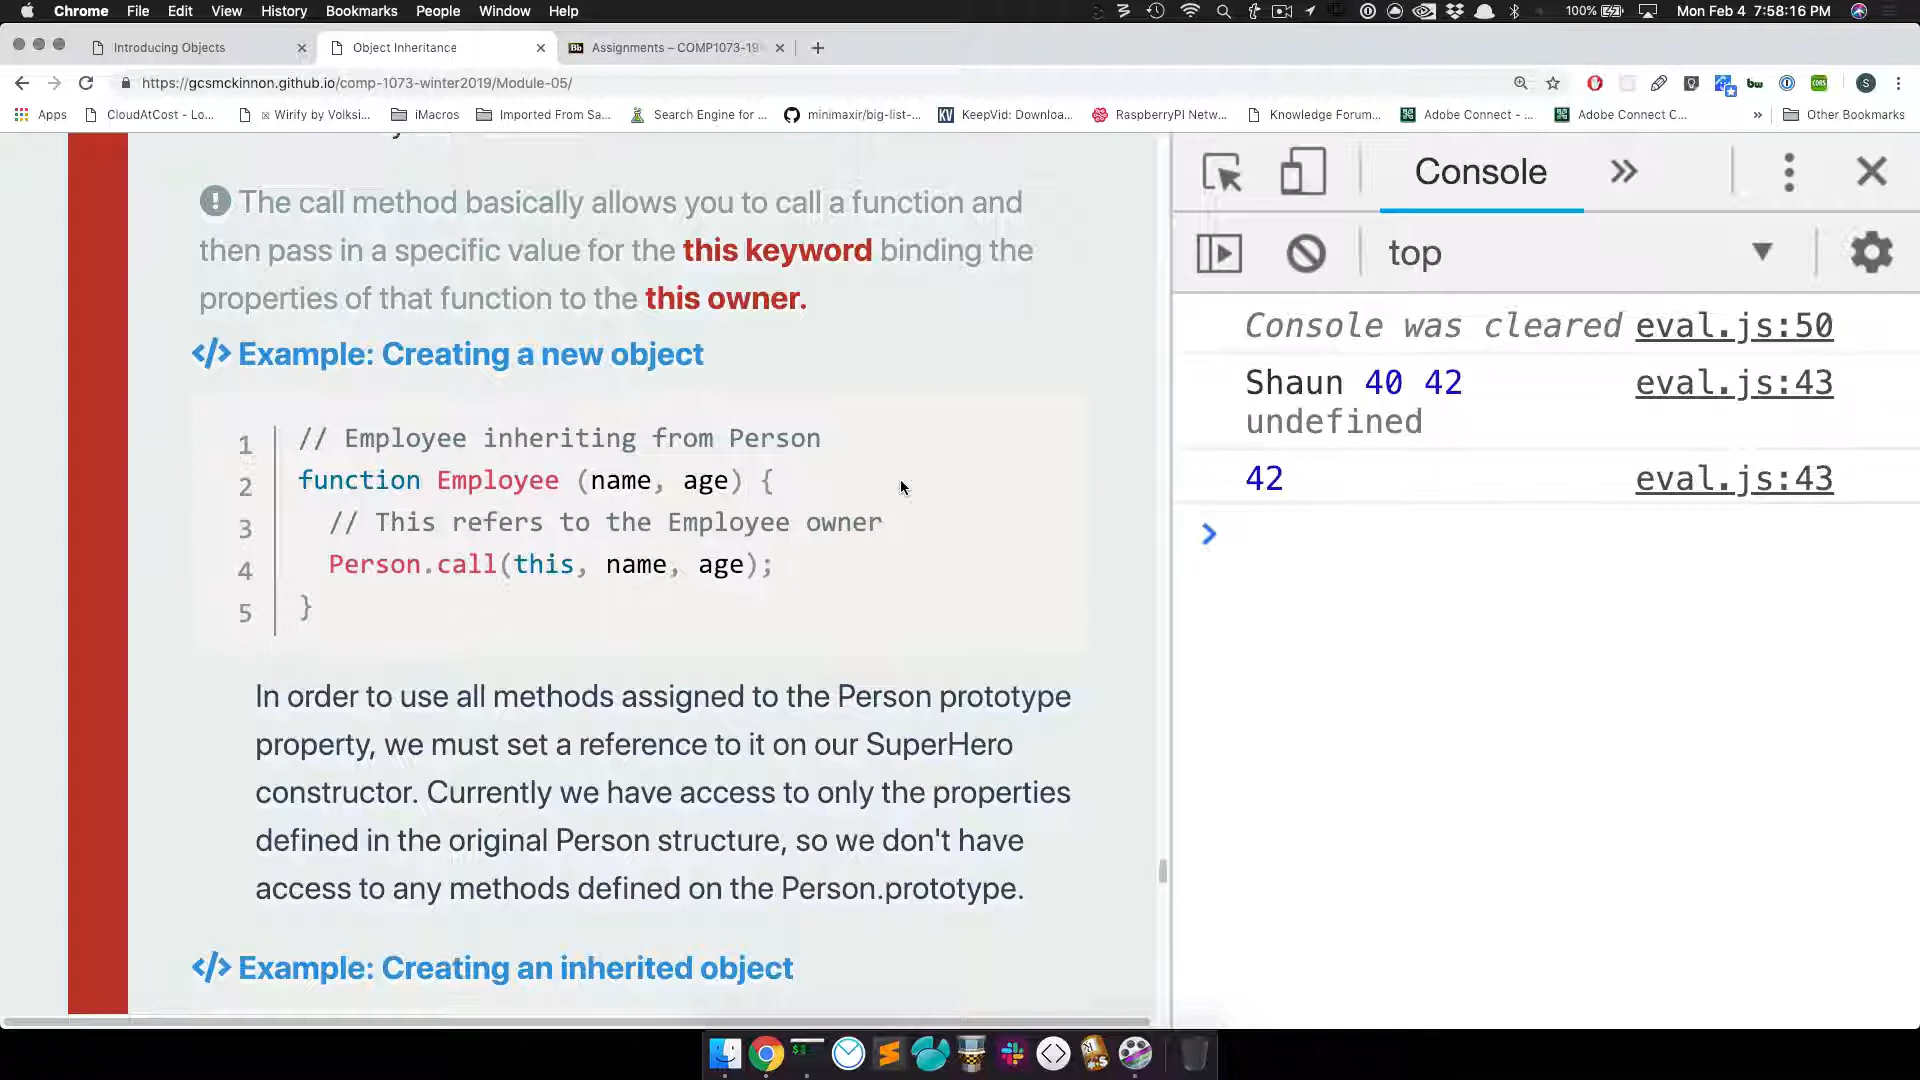 Chrome File Edit View History Bookmarks People Window Help 100% Mon Feb 4 7:58:16 PM
Introducing Objects Object Inheritance Bb Assignments – COMP1073-19
https://gcsmckinnon.github.io/comp-1073-winter2019/Module-05/
Apps CloudAtCost - Lo... Wirify by Volksi... iMacros Imported From Sa... Search Engine for ... minimaxir/big-list-... KV KeepVid: Downloa... RaspberryPI Netw... Knowledge Forum... Adobe Connect - ... Adobe Connect C... » Other Bookmarks
The call method basically allows you to call a function and
then pass in a specific value for the this keyword binding the
properties of that function to the this owner.
</> Example: Creating a new object
1 // Employee inheriting from Person
2 function Employee (name, age) {
3 // This refers to the Employee owner
4 Person.call(this, name, age);
5 }
In order to use all methods assigned to the Person prototype
property, we must set a reference to it on our SuperHero
constructor. Currently we have access to only the properties
defined in the original Person structure, so we don't have
access to any methods defined on the Person.prototype.
</> Example: Creating an inherited object
Console »
top
Console was cleared eval.js:50
Shaun 40 42 eval.js:43
undefined
42 eval.js:43